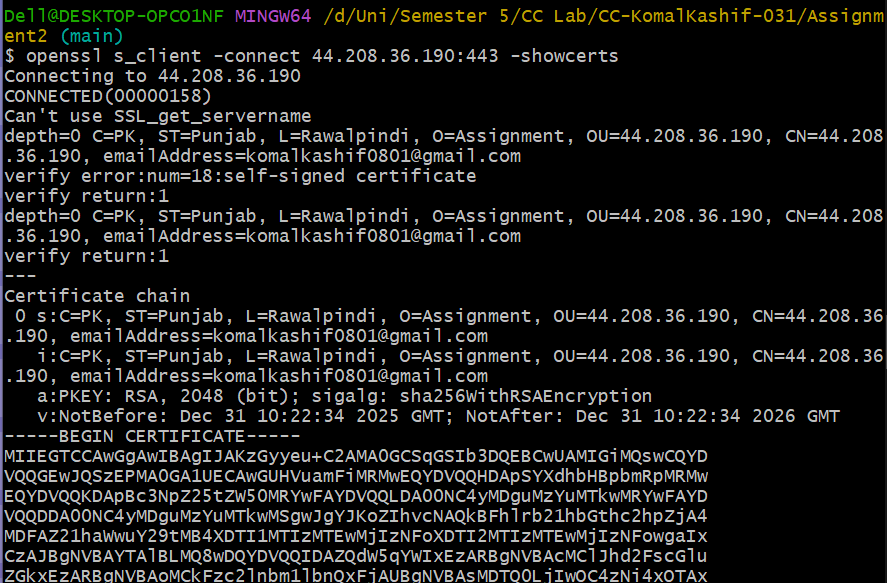 Dell@DESKTOP-OPCO1NF MINGW64 /d/Uni/Semester 5/CC Lab/CC-KomalKashif-031/Assignm
ent2 (main)
$ openssl s_client -connect 44.208.36.190:443 -showcerts
Connecting to 44.208.36.190
CONNECTED(00000158)
Can't use SSL_get_servername
depth=0 C=PK, ST=Punjab, L=Rawalpindi, O=Assignment, OU=44.208.36.190, CN=44.208
.36.190, emailAddress=komalkashif0801@gmail.com
verify error:num=18:self-signed certificate
verify return:1
depth=0 C=PK, ST=Punjab, L=Rawalpindi, O=Assignment, OU=44.208.36.190, CN=44.208
.36.190, emailAddress=komalkashif0801@gmail.com
verify return:1
---
Certificate chain
 0 s:C=PK, ST=Punjab, L=Rawalpindi, O=Assignment, OU=44.208.36.190, CN=44.208.36
.190, emailAddress=komalkashif0801@gmail.com
   i:C=PK, ST=Punjab, L=Rawalpindi, O=Assignment, OU=44.208.36.190, CN=44.208.36
.190, emailAddress=komalkashif0801@gmail.com
   a:PKEY: RSA, 2048 (bit); sigalg: sha256WithRSAEncryption
   v:NotBefore: Dec 31 10:22:34 2025 GMT; NotAfter: Dec 31 10:22:34 2026 GMT
-----BEGIN CERTIFICATE-----
MIIEGTCCAwGgAwIBAgIJAKzGyyeu+C2AMA0GCSqGSIb3DQEBCwUAMIGiMQswCQYD
VQQGEwJQSzEPMA0GA1UECAwGUHVuamFiMRMwEQYDVQQHDApSYXdhbHBpbmRpMRMw
EQYDVQQKDApBc3NpZ25tZW50MRYwFAYDVQQLDA00NC4yMDguMzYuMTkwMRYwFAYD
VQQDDA00NC4yMDguMzYuMTkwMSgwJgYJKoZIhvcNAQkBFhlrb21hbGthc2hpZjA4
MDFAZ21haWwuY29tMB4XDTI1MTIzMTEwMjIzNFoXDTI2MTIzMTEwMjIzNFowgaIx
CzAJBgNVBAYTAlBLMQ8wDQYDVQQIDAZQdW5qYWIxEzARBgNVBAcMClJhd2FscGlu
ZGkxEzARBgNVBAoMCkFzc2lnbm1lbnQxFjAUBgNVBAsMDTQ0LjIwOC4zNi4xOTAx